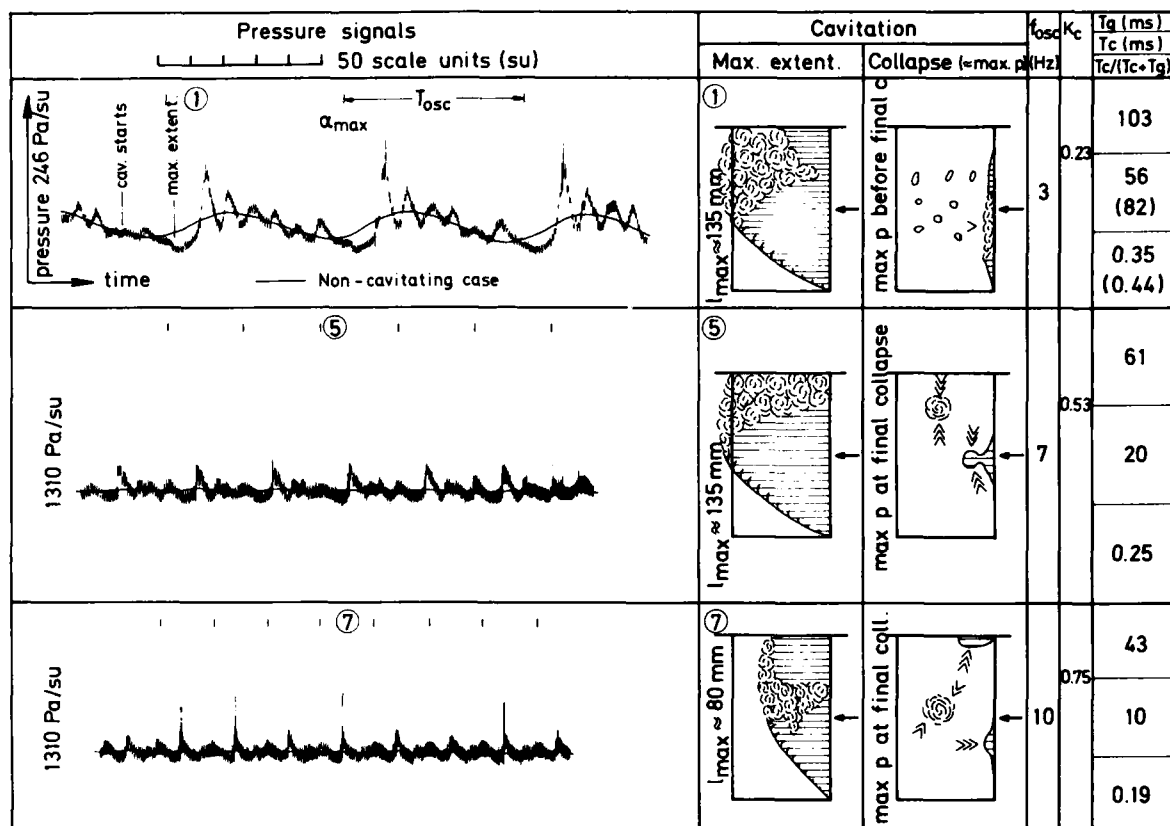 Pressure signals
50 scale units (su)
Cavitation
Max. extent.
Collapse (≈max. p)
fosc
(Hz)
Kc
Tg (ms)
Tc (ms)
Tc/(Tc+Tg)
pressure 246 Pa/su
cav. starts
max. extent
①
αmax
Tosc
time
Non-cavitating case
①
lmax≈135 mm
max p before final c
3
0.23
103
56
(82)
0.35
(0.44)
⑤
1310 Pa/su
⑤
lmax ≈ 135 mm
max p at final collapse
7
0.53
61
20
0.25
⑦
1310 Pa/su
⑦
lmax ≈ 80 mm
max p at final coll.
10
0.75
43
10
0.19